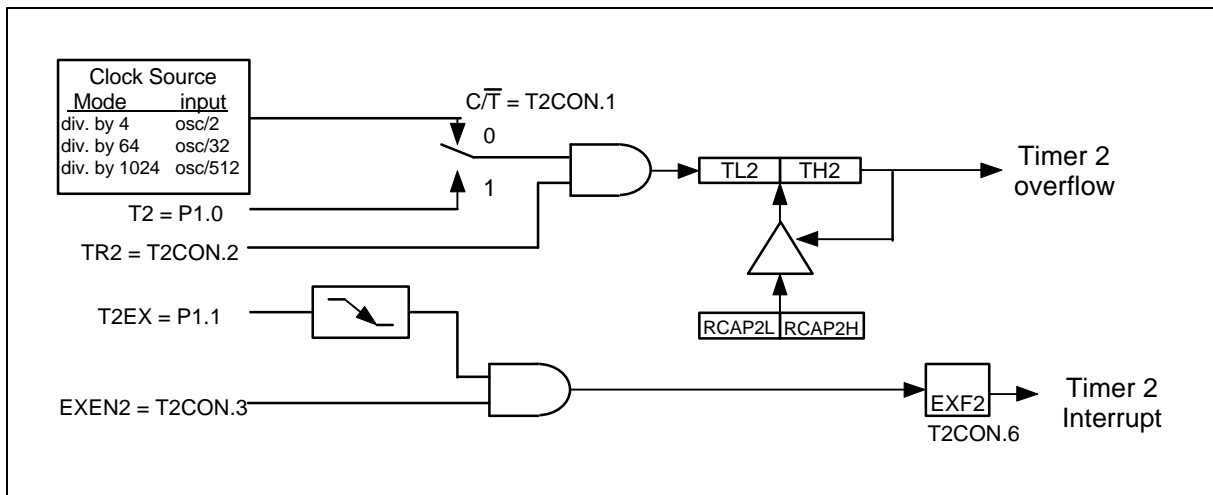 Clock Source
Mode input
div. by 4 osc/2
div. by 64 osc/32
div. by 1024 osc/512
C/T̅ = T2CON.1
0
1
T2 = P1.0
TR2 = T2CON.2
TL2 TH2
Timer 2
overflow
T2EX = P1.1
RCAP2L RCAP2H
EXEN2 = T2CON.3
EXF2
T2CON.6
Timer 2
Interrupt